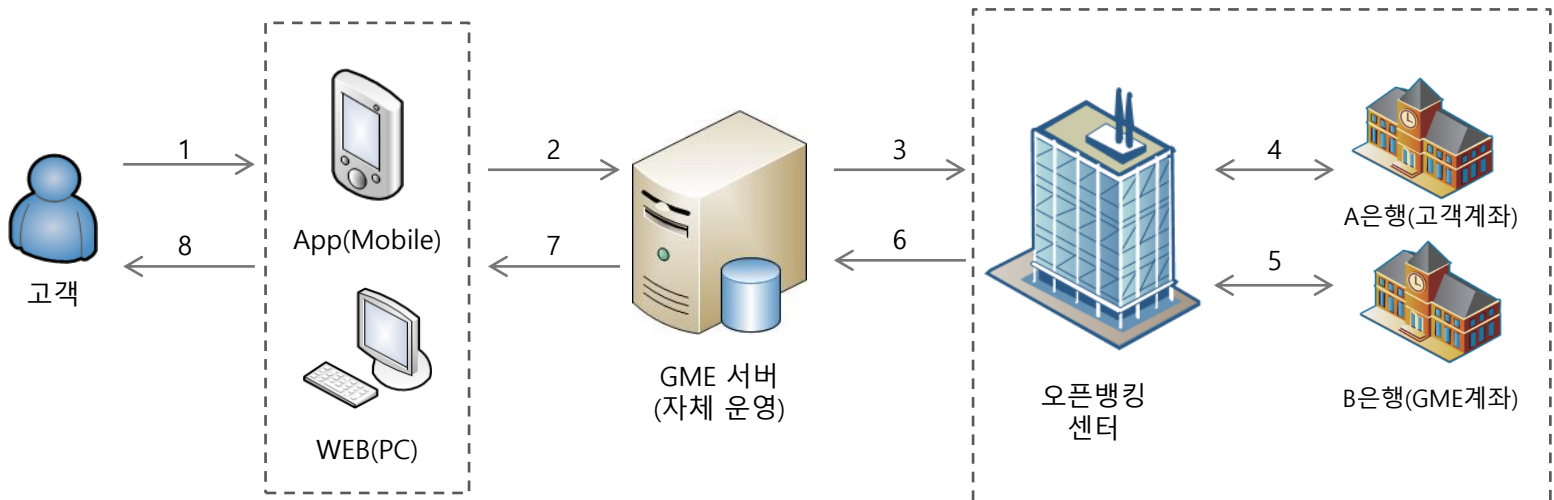 고객
1
8
App(Mobile)
WEB(PC)
2
7
GME 서버
(자체 운영)
3
6
오픈뱅킹
센터
4
A은행(고객계좌)
5
B은행(GME계좌)